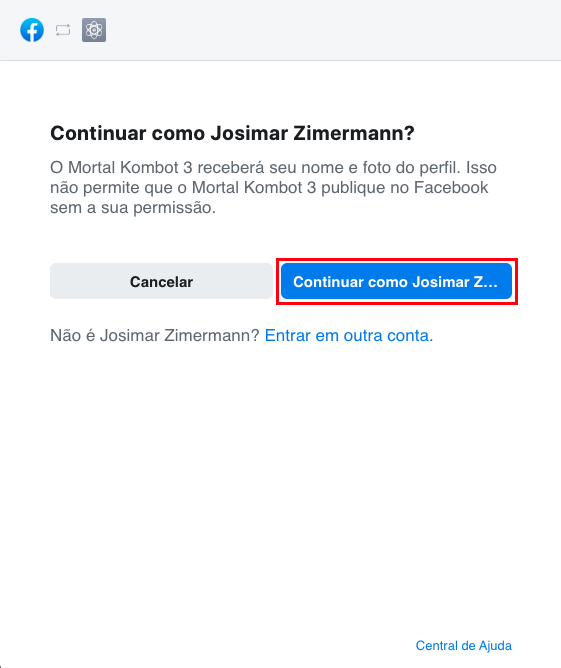 Continuar como Josimar Zimermann?
O Mortal Kombot 3 receberá seu nome e foto do perfil. Isso
não permite que o Mortal Kombot 3 publique no Facebook
sem a sua permissão.
Cancelar
Continuar como Josimar Z...
Não é Josimar Zimermann? Entrar em outra conta.
Central de Ajuda